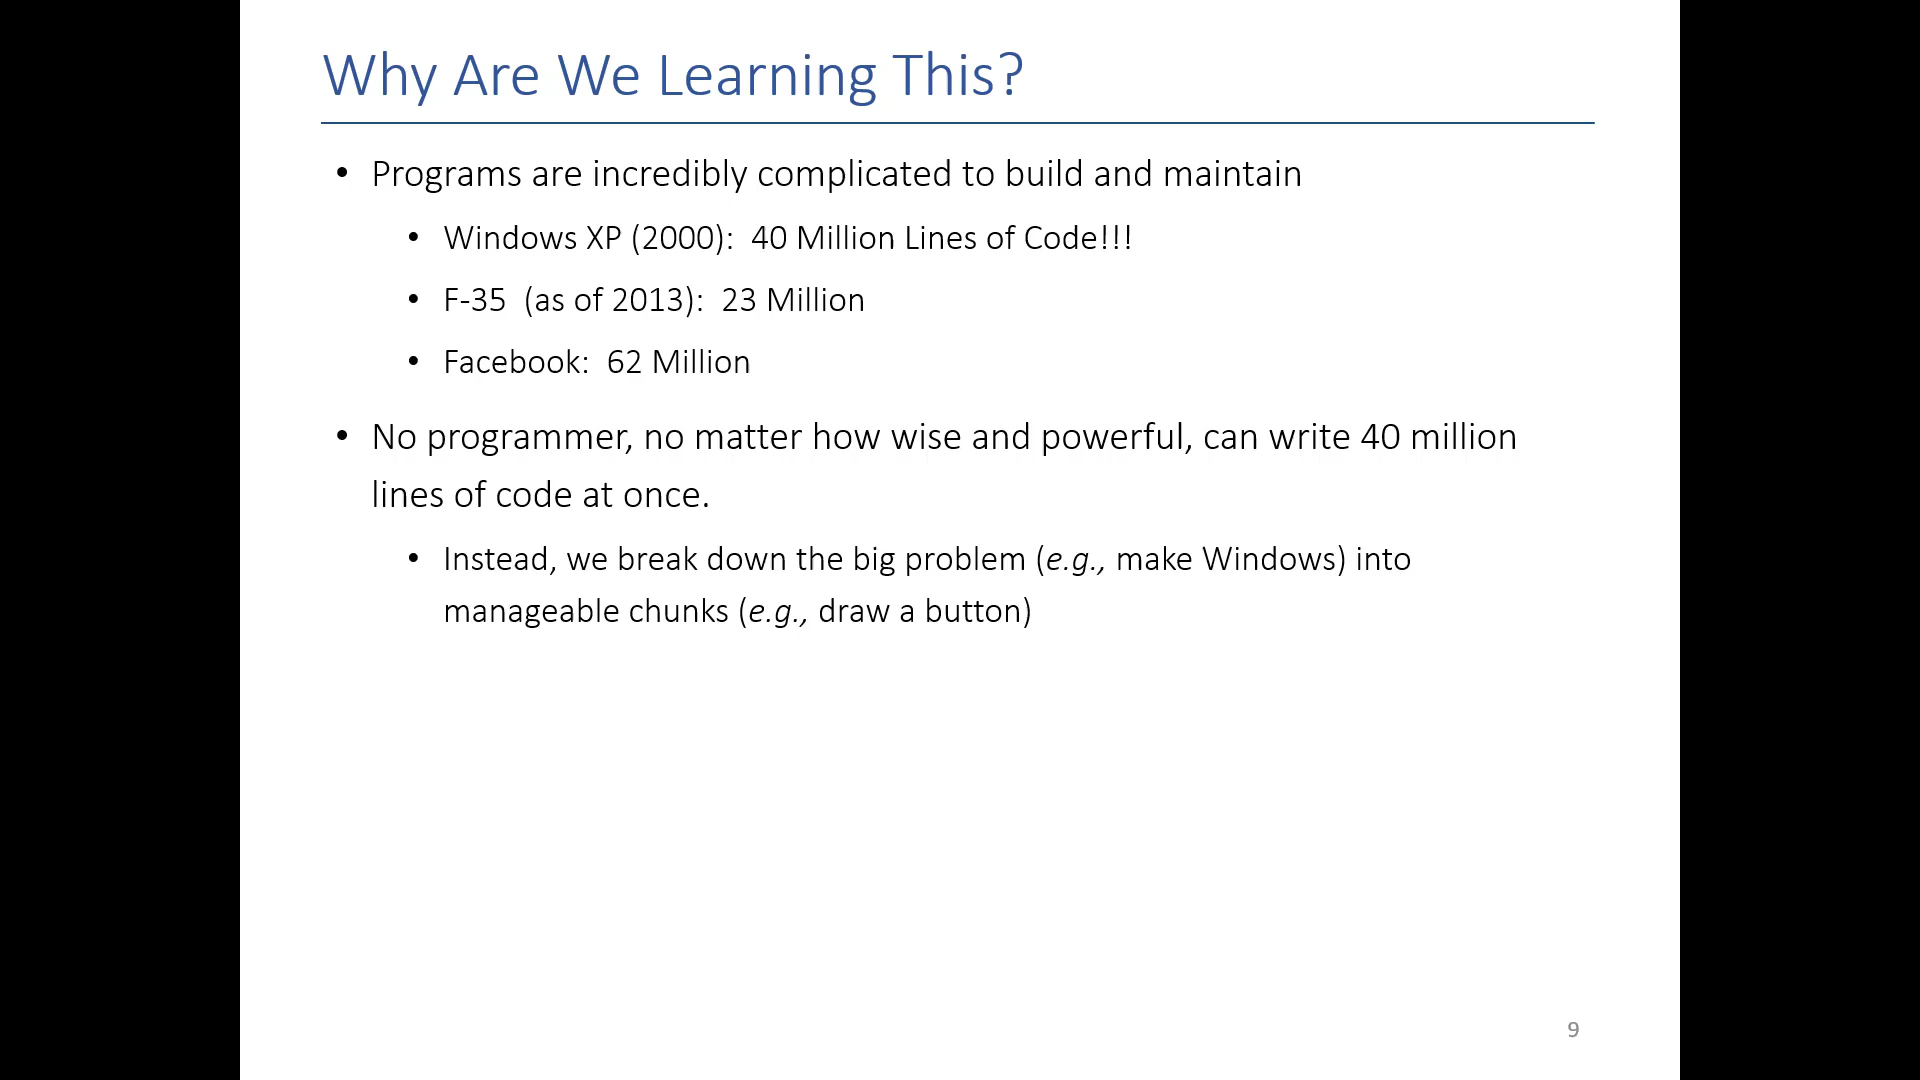 Why Are We Learning This?
• Programs are incredibly complicated to build and maintain
• Windows XP (2000):  40 Million Lines of Code!!!
• F-35  (as of 2013):  23 Million
• Facebook:  62 Million
• No programmer, no matter how wise and powerful, can write 40 million
lines of code at once.
• Instead, we break down the big problem (e.g., make Windows) into
manageable chunks (e.g., draw a button)
9